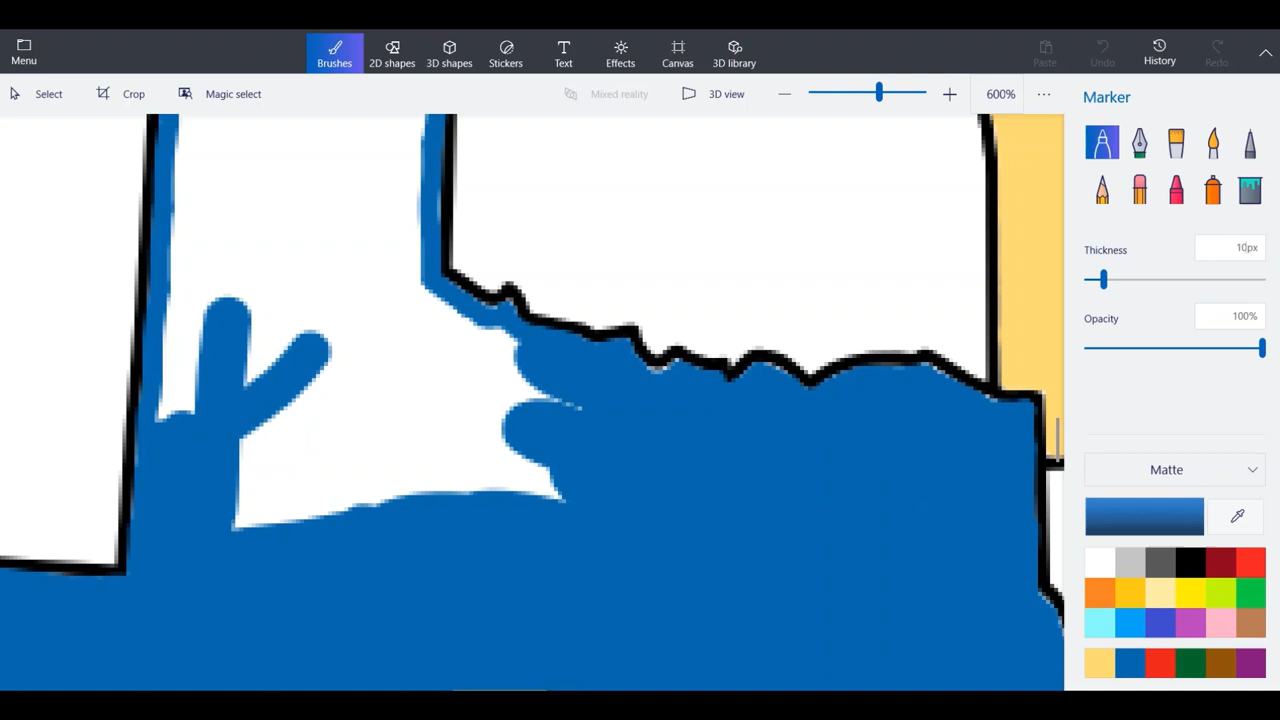 Menu
Brushes 2D shapes 3D shapes Stickers Text Effects Canvas 3D library Paste Undo History Redo
Select Crop Magic select Mixed reality 3D view 600%
Marker
Thickness 10px
Opacity 100%
Matte